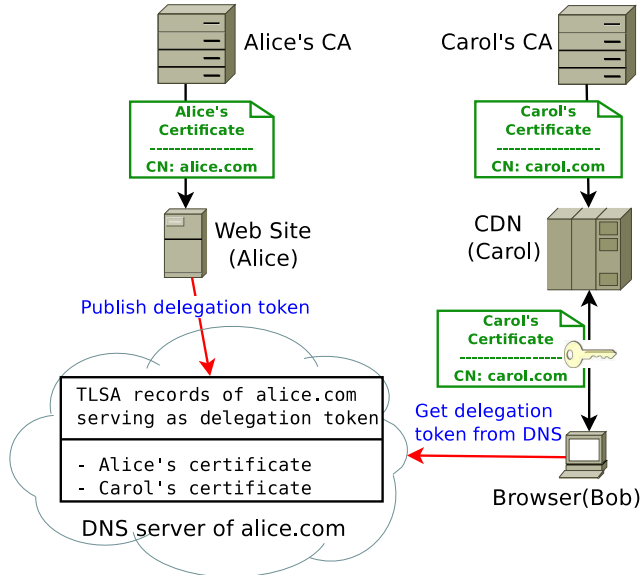 Alice's CA
Carol's CA
Alice's
Certificate
--------------
CN: alice.com
Carol's
Certificate
--------------
CN: carol.com
Web Site
(Alice)
CDN
(Carol)
Publish delegation token
Carol's
Certificate
--------------
CN: carol.com
TLSA records of alice.com
serving as delegation token
Get delegation
token from DNS
- Alice's certificate
- Carol's certificate
Browser(Bob)
DNS server of alice.com